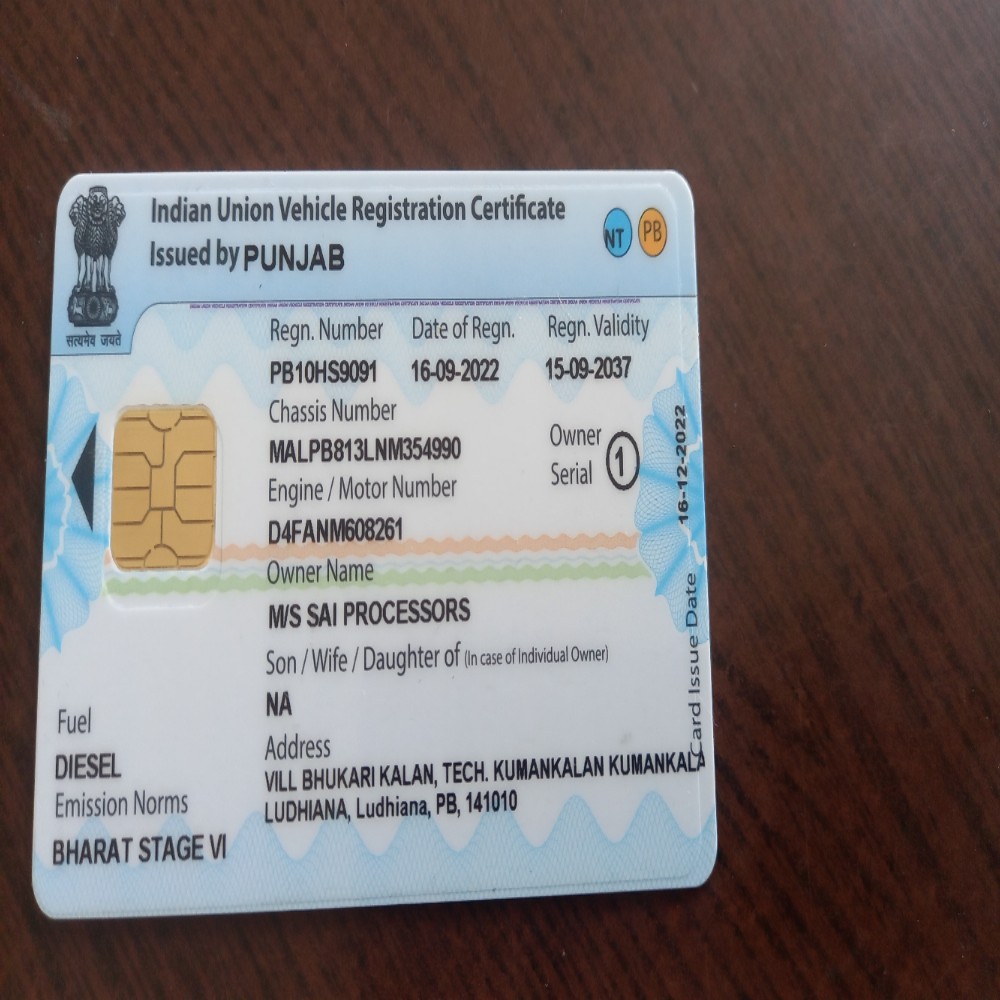 Indian Union Vehicle Registration Certificate
Issued by PUNJAB
NT PB
सत्यमेव जयते
Regn. Number Date of Regn. Regn. Validity
PB10HS9091 16-09-2022 15-09-2037
Chassis Number
MALPB813LNM354990
Owner Serial 1
Engine / Motor Number
D4FANM608261
Owner Name
M/S SAI PROCESSORS
Son / Wife / Daughter of (In case of Individual Owner)
NA
Address
VILL BHUKARI KALAN, TECH. KUMANKALAN KUMANKALA
LUDHIANA, Ludhiana, PB, 141010
Fuel
DIESEL
Emission Norms
BHARAT STAGE VI
Card Issue Date 16-12-2022